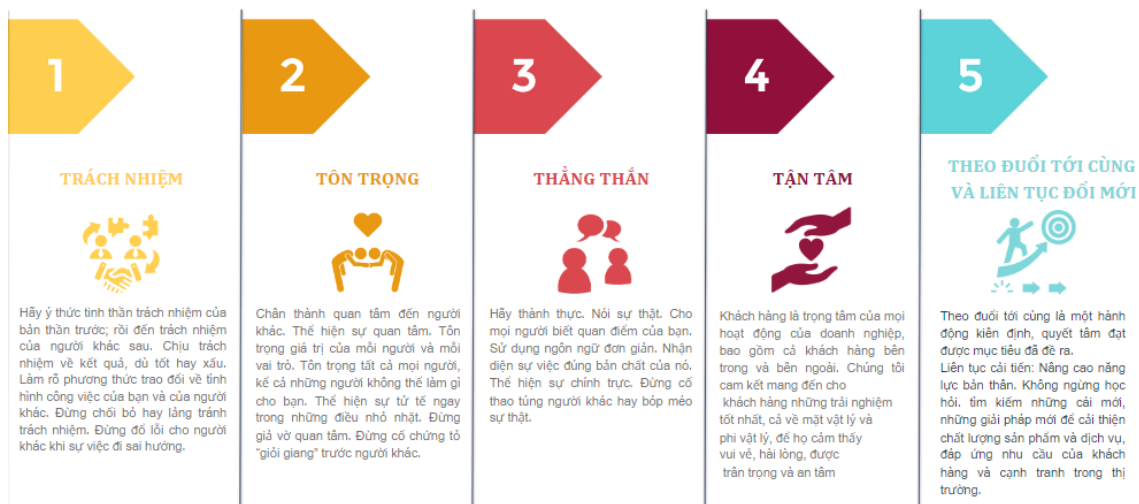 1
TRÁCH NHIỆM
Hãy ý thức tinh thần trách nhiệm của
bản thân trước; rồi đến trách nhiệm
của người khác sau. Chịu trách
nhiệm về kết quả, dù tốt hay xấu.
Làm rõ phương thức trao đổi về tình
hình công việc của bạn và của người
khác. Đừng chối bỏ hay lảng tránh
trách nhiệm. Đừng đổ lỗi cho người
khác khi sự việc đi sai hướng.
2
TÔN TRỌNG
Chân thành quan tâm đến người
khác. Thể hiện sự quan tâm. Tôn
trọng giá trị của mỗi người và mỗi
vai trò. Tôn trọng tất cả mọi người,
kể cả những người không thể làm gì
cho bạn. Thể hiện sự tử tế ngay
trong những điều nhỏ nhặt. Đừng
giả vờ quan tâm. Đừng cố chứng tỏ
"giỏi giang" trước người khác.
3
THẲNG THẮN
Hãy thành thực. Nói sự thật. Cho
mọi người biết quan điểm của bạn.
Sử dụng ngôn ngữ đơn giản. Nhận
diện sự việc đúng bản chất của nó.
Thể hiện sự chính trực. Đừng cố
thao túng người khác hay bóp méo
sự thật.
4
TẬN TÂM
Khách hàng là trọng tâm của mọi
hoạt động của doanh nghiệp,
bao gồm cả khách hàng bên
trong và bên ngoài. Chúng tôi
cam kết mang đến cho
khách hàng những trải nghiệm
tốt nhất, cả về mặt vật lý và
phi vật lý, để họ cảm thấy
vui vẻ, hài lòng, được
trân trọng và an tâm
5
THEO ĐUỔI TỚI CÙNG
VÀ LIÊN TỤC ĐỔI MỚI
Theo đuổi tới cùng là một hành
động kiên định, quyết tâm đạt
được mục tiêu đã đề ra.
Liên tục cải tiến: Nâng cao năng
lực bản thân. Không ngừng học
hỏi. tìm kiếm những cái mới,
những giải pháp mới để cải thiện
chất lượng sản phẩm và dịch vụ,
đáp ứng nhu cầu của khách
hàng và cạnh tranh trong thị
trường.